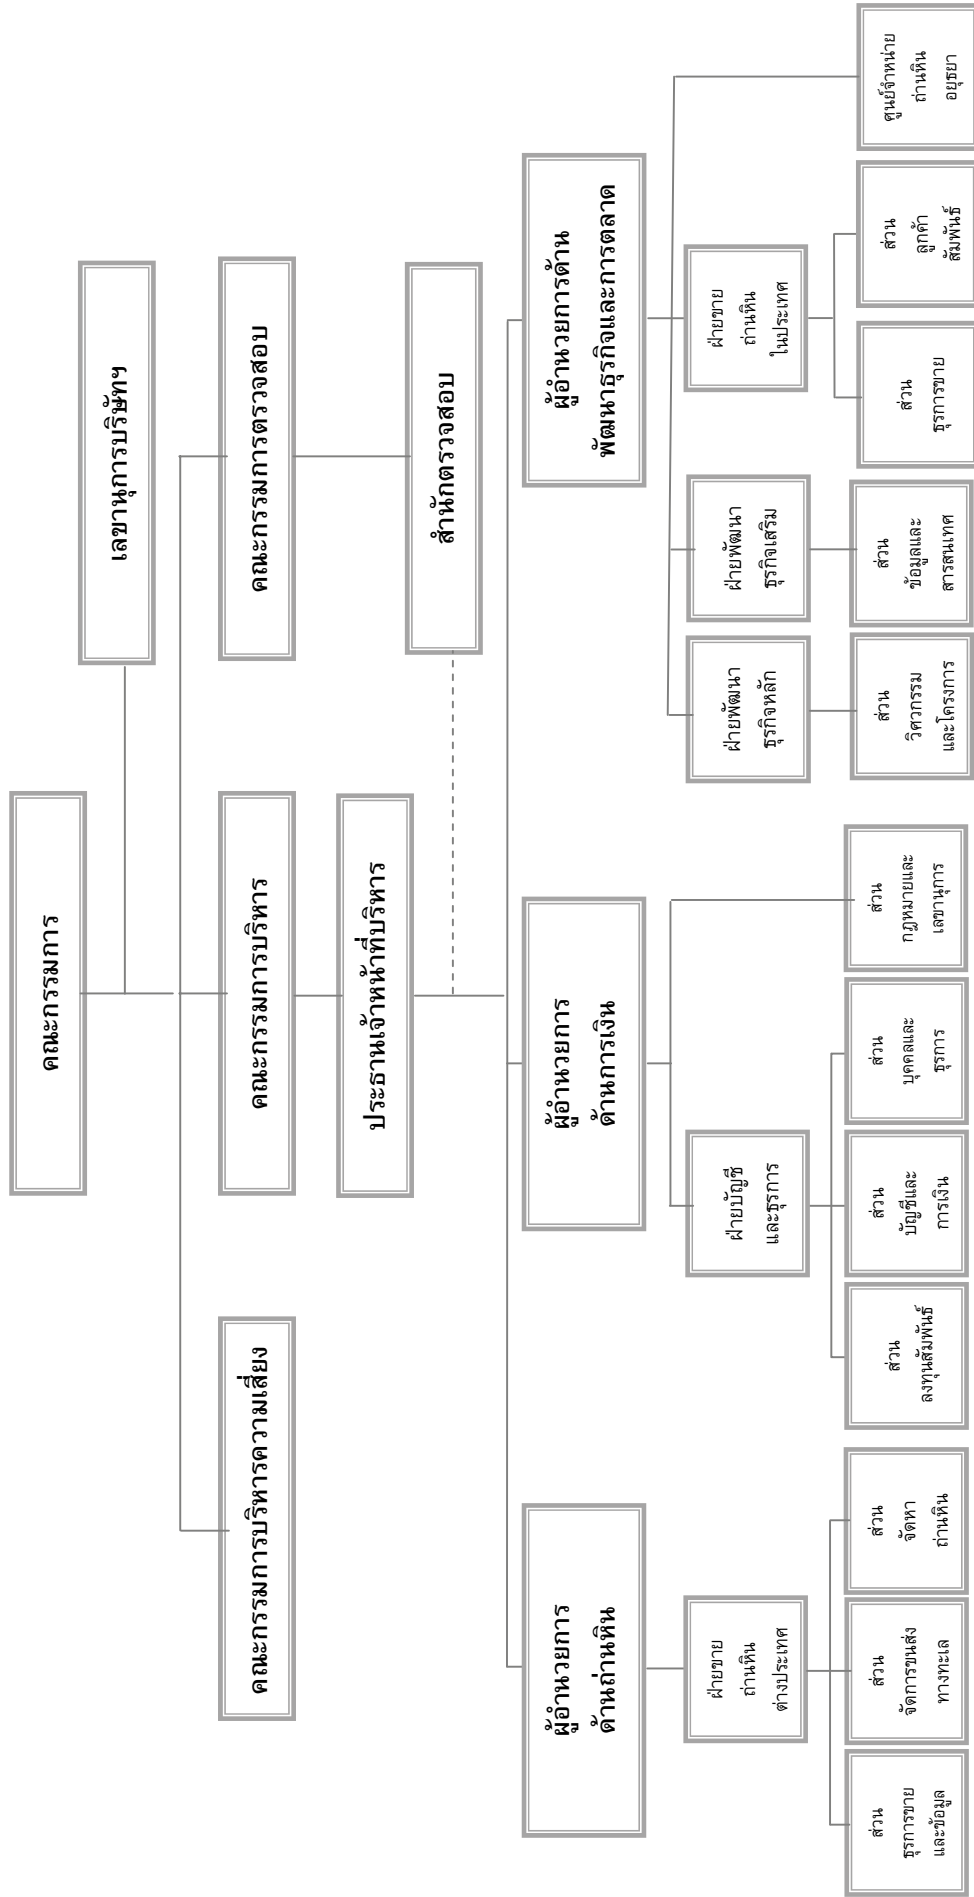 คณะกรรมการ
เลขานุการบริษัทฯ
คณะกรรมการบริหารความเสี่ยง
คณะกรรมการบริหาร
คณะกรรมการตรวจสอบ
ประธานเจ้าหน้าที่บริหาร
สำนักตรวจสอบ
ผู้อำนวยการ
ด้านถ่านหิน
ผู้อำนวยการ
ด้านการเงิน
ผู้อำนวยการด้าน
พัฒนาธุรกิจและการตลาด
ฝ่ายขาย
ถ่านหิน
ต่างประเทศ
ฝ่ายบัญชี
และธุรการ
ฝ่ายพัฒนา
ธุรกิจหลัก
ฝ่ายพัฒนา
ธุรกิจเสริม
ฝ่ายขาย
ถ่านหิน
ในประเทศ
ส่วน
ธุรการขาย
และข้อมูล
ส่วน
จัดการขนส่ง
ทางทะเล
ส่วน
จัดหา
ถ่านหิน
ส่วน
ลงทุนสัมพันธ์
ส่วน
บัญชีและ
การเงิน
ส่วน
บุคคลและ
ธุรการ
ส่วน
กฎหมายและ
เลขานุการ
ส่วน
วิศวกรรม
และโครงการ
ส่วน
ข้อมูลและ
สารสนเทศ
ส่วน
ธุรการขาย
ส่วน
ลูกค้า
สัมพันธ์
ศูนย์จำหน่าย
ถ่านหิน
อยุธยา